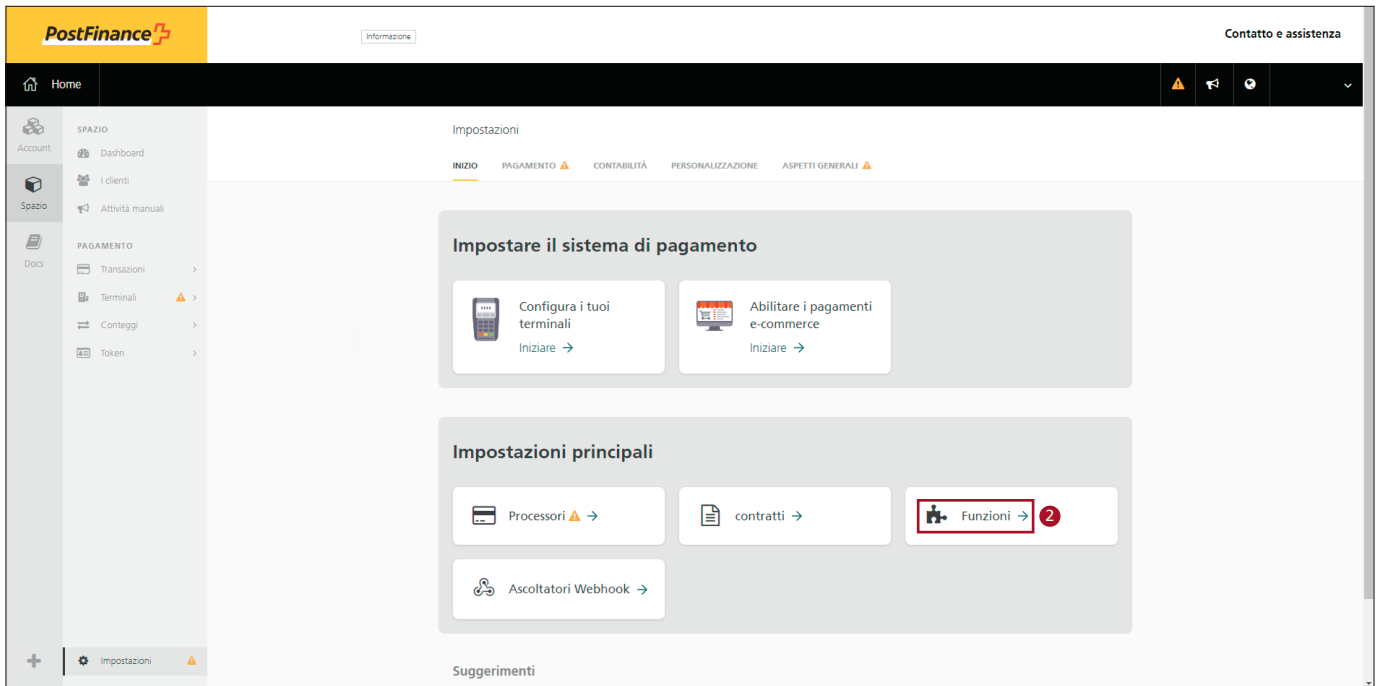 PostFinance
Informazione
Contatto e assistenza
Home
Account
Spazio
Docs
SPAZIO
Dashboard
I clienti
Attività manuali
PAGAMENTO
Transazioni
Terminali
Conteggi
Token
Impostazioni
Impostazioni
INIZIO PAGAMENTO CONTABILITÀ PERSONALIZZAZIONE ASPETTI GENERALI
Impostare il sistema di pagamento
Configura i tuoi
terminali
Iniziare →
Abilitare i pagamenti
e-commerce
Iniziare →
Impostazioni principali
Processori →
contratti →
Funzioni → 2
Ascoltatori Webhook →
Suggerimenti